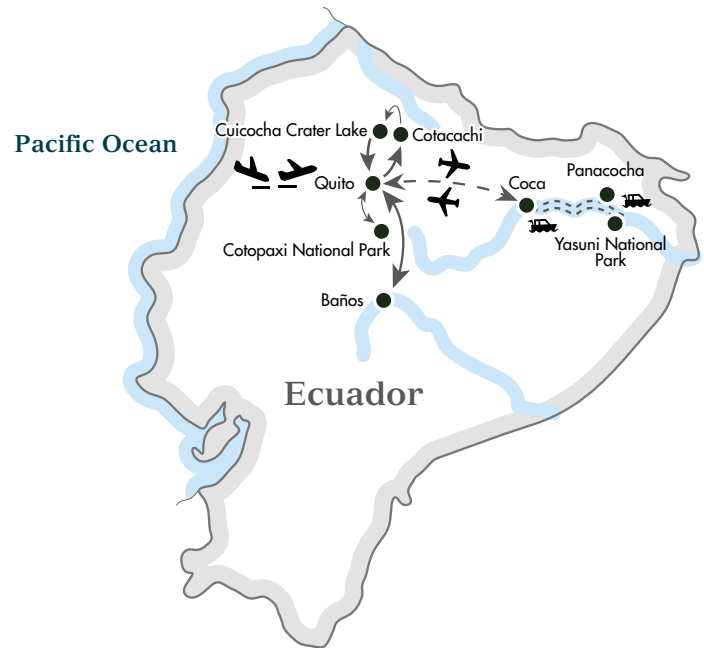 Pacific Ocean
Cuicocha Crater Lake
Cotacachi
Quito
Coca
Panacocha
Cotopaxi National Park
Yasuni National
Park
Baños
Ecuador